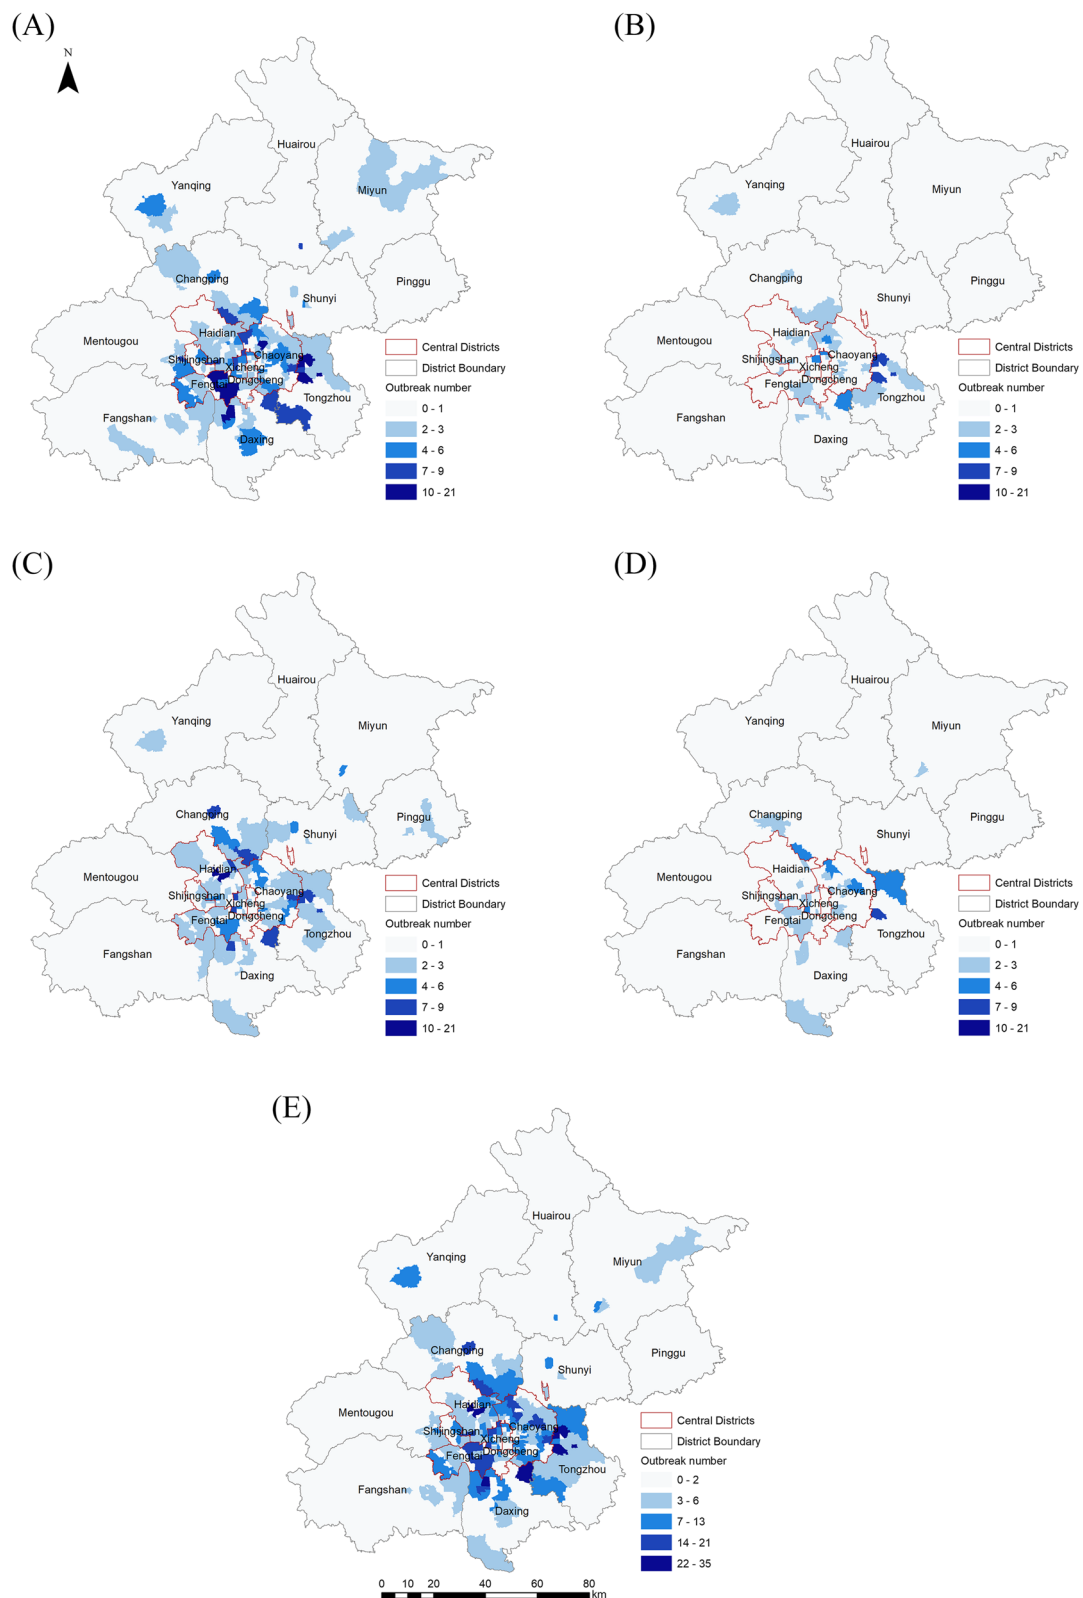 (A)
N
Huairou
Yanqing
Miyun
Changping
Pinggu
Shunyi
Mentougou
Haidian
Shijingshan
Chaoyang
Xicheng
Fengtai
Dongcheng
Tongzhou
Fangshan
Daxing
Central Districts
District Boundary
Outbreak number
0 - 1
2 - 3
4 - 6
7 - 9
10 - 21
(B)
Huairou
Yanqing
Miyun
Changping
Pinggu
Shunyi
Mentougou
Haidian
Shijingshan
Chaoyang
Xicheng
Fengtai
Dongcheng
Tongzhou
Fangshan
Daxing
Central Districts
District Boundary
Outbreak number
0 - 1
2 - 3
4 - 6
7 - 9
10 - 21
(C)
Huairou
Yanqing
Miyun
Changping
Pinggu
Shunyi
Mentougou
Haidian
Shijingshan
Chaoyang
Xicheng
Fengtai
Dongcheng
Tongzhou
Fangshan
Daxing
Central Districts
District Boundary
Outbreak number
0 - 1
2 - 3
4 - 6
7 - 9
10 - 21
(D)
Huairou
Yanqing
Miyun
Changping
Pinggu
Shunyi
Mentougou
Haidian
Shijingshan
Chaoyang
Xicheng
Fengtai
Dongcheng
Tongzhou
Fangshan
Daxing
Central Districts
District Boundary
Outbreak number
0 - 1
2 - 3
4 - 6
7 - 9
10 - 21
(E)
Huairou
Yanqing
Miyun
Changping
Pinggu
Shunyi
Mentougou
Haidian
Shijingshan
Chaoyang
Xicheng
Fengtai
Dongcheng
Tongzhou
Fangshan
Daxing
Central Districts
District Boundary
Outbreak number
0 - 2
3 - 6
7 - 13
14 - 21
22 - 35
0 10 20 40 60 80
km